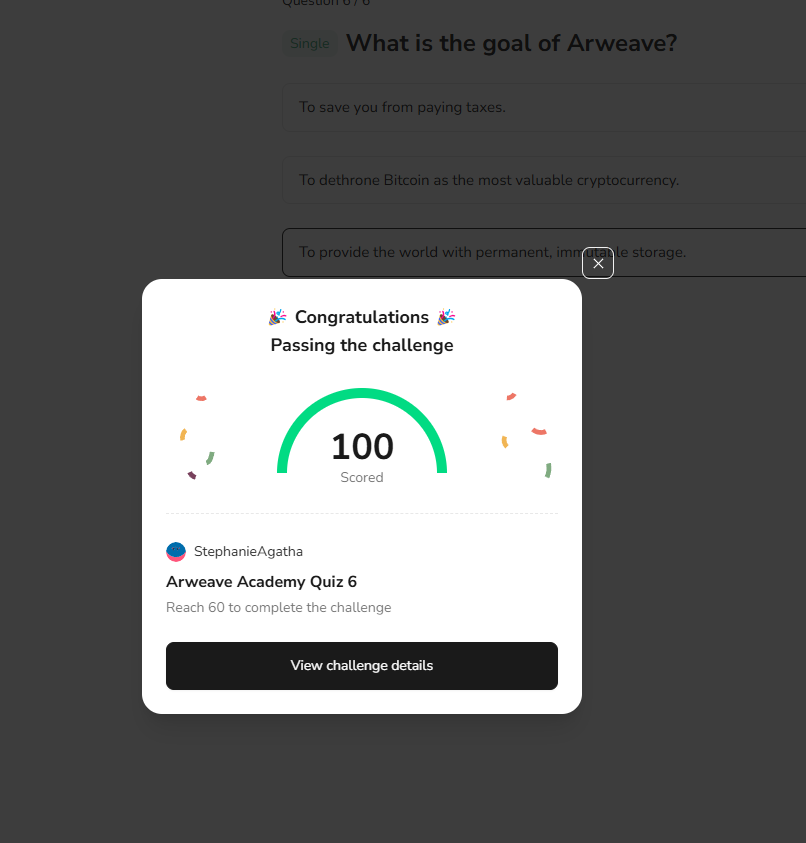 Question 6 / 6
Single What is the goal of Arweave?
To save you from paying taxes.
To dethrone Bitcoin as the most valuable cryptocurrency.
To provide the world with permanent, immutable storage.
Congratulations
Passing the challenge
100
Scored
StephanieAgatha
Arweave Academy Quiz 6
Reach 60 to complete the challenge
View challenge details